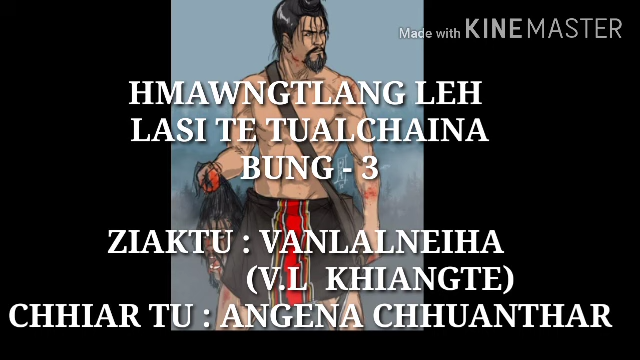 Made with KINEMASTER
HMAWNGTLANG LEH
LASI TE TUALCHAINA
BUNG - 3
ZIAKTU : VANLALNEIHA
(V.L KHIANGTE)
CHHIAR TU : ANGENA CHHUANTHAR